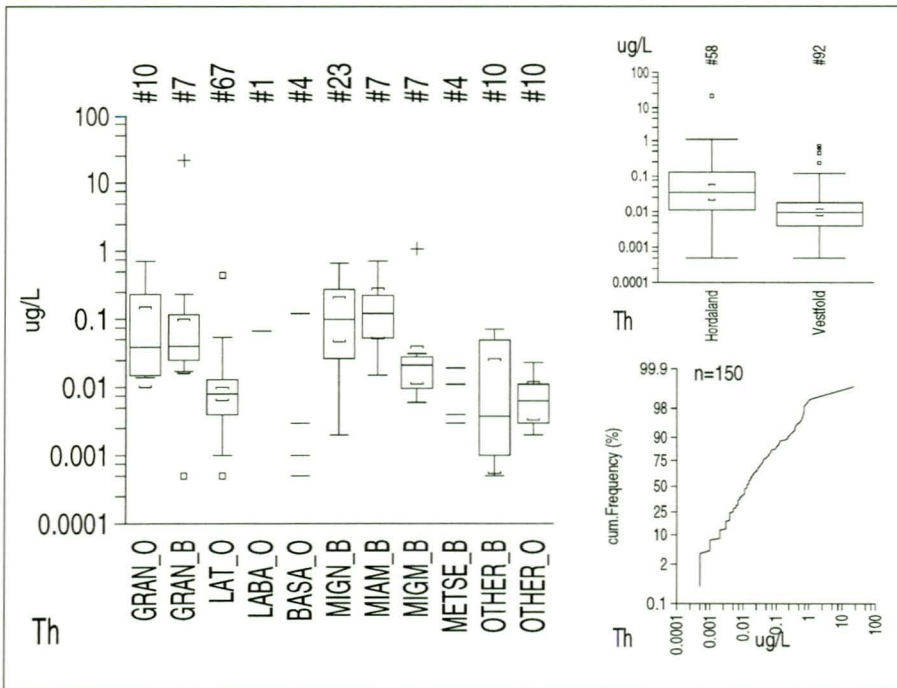 #10 #7 #67 #1 #4 #23 #7 #7 #4 #10 #10
100
10
1
0.1
0.01
0.001
0.0001
ug/L
GRAN_O GRAN_B LAT_O LABA_O BASA_O MIGN_B MIAM_B MIGM_B METSE_B OTHER_B OTHER_O
Th
ug/L
#58 #92
100
10
1
0.1
0.01
0.001
0.0001
Th
Hordaland Vestfold
n=150
99.9
98
90
75
50
25
10
2
0.1
cum.Frequency (%)
0.0001 0.001 0.01 0.1 1 10 100
Th
ug/L